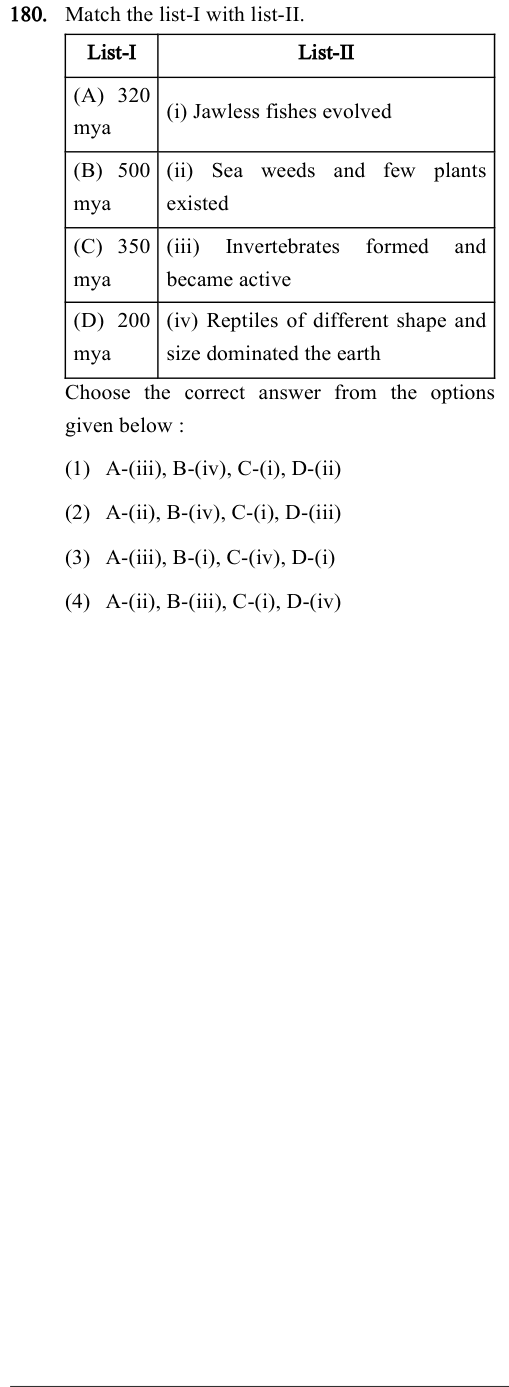 180. Match the list-I with list-II.
List-I List-II
(A) 320 mya (i) Jawless fishes evolved
(B) 500 mya (ii) Sea weeds and few plants existed
(C) 350 mya (iii) Invertebrates formed and became active
(D) 200 mya (iv) Reptiles of different shape and size dominated the earth
Choose the correct answer from the options
given below :
(1) A-(iii), B-(iv), C-(i), D-(ii)
(2) A-(ii), B-(iv), C-(i), D-(iii)
(3) A-(iii), B-(i), C-(iv), D-(i)
(4) A-(ii), B-(iii), C-(i), D-(iv)